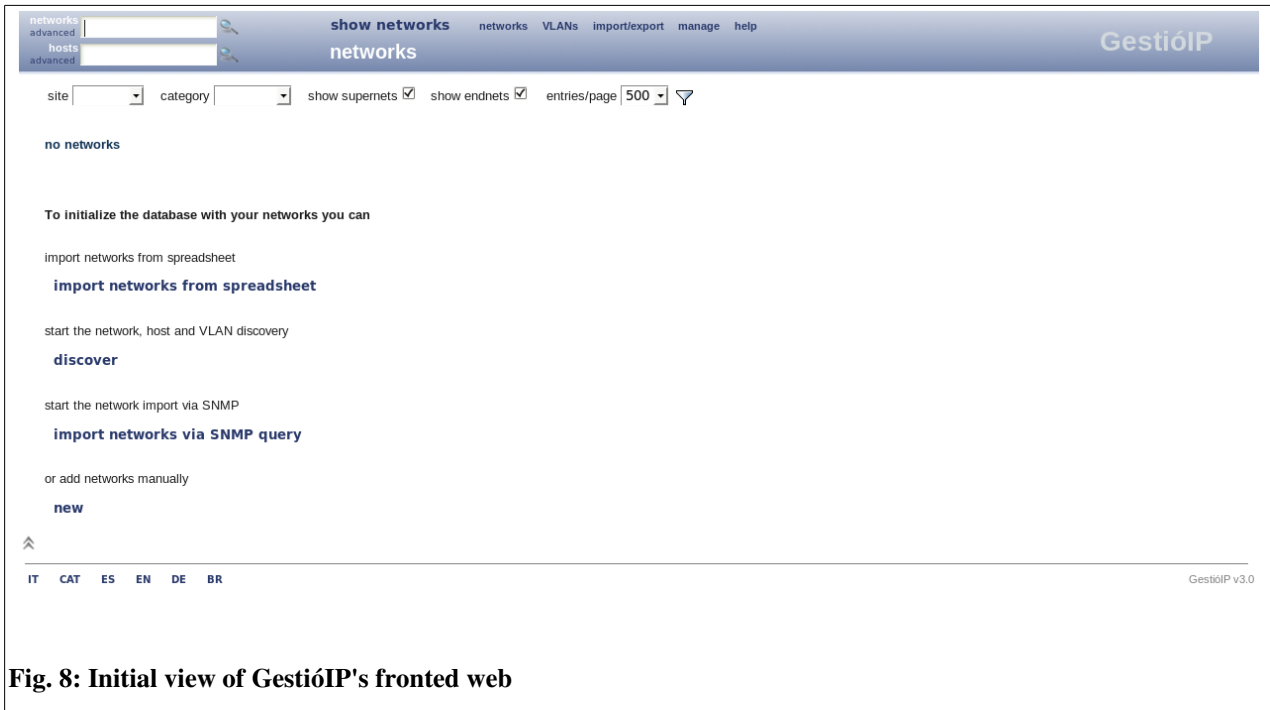 networks show networks networks VLANs import/export manage help
advanced
hosts networks GestióIP
advanced
site category show supernets show endnets entries/page 500
no networks
To initialize the database with your networks you can
import networks from spreadsheet
import networks from spreadsheet
start the network, host and VLAN discovery
discover
start the network import via SNMP
import networks via SNMP query
or add networks manually
new
IT CAT ES EN DE BR GestióIP v3.0
Fig. 8: Initial view of GestióIP's fronted web